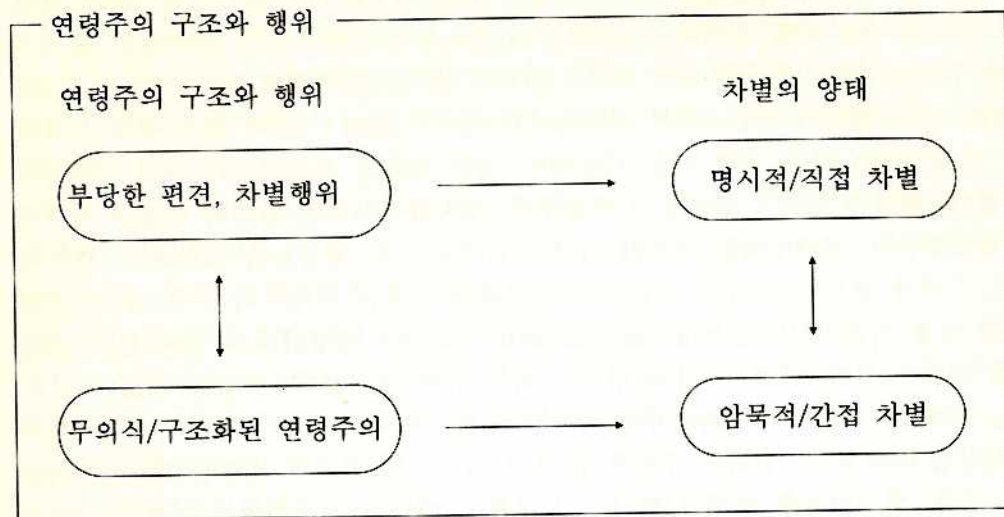 연령주의 구조와 행위
연령주의 구조와 행위
차별의 양태
부당한 편견, 차별행위
명시적/직접 차별
무의식/구조화된 연령주의
암묵적/간접 차별